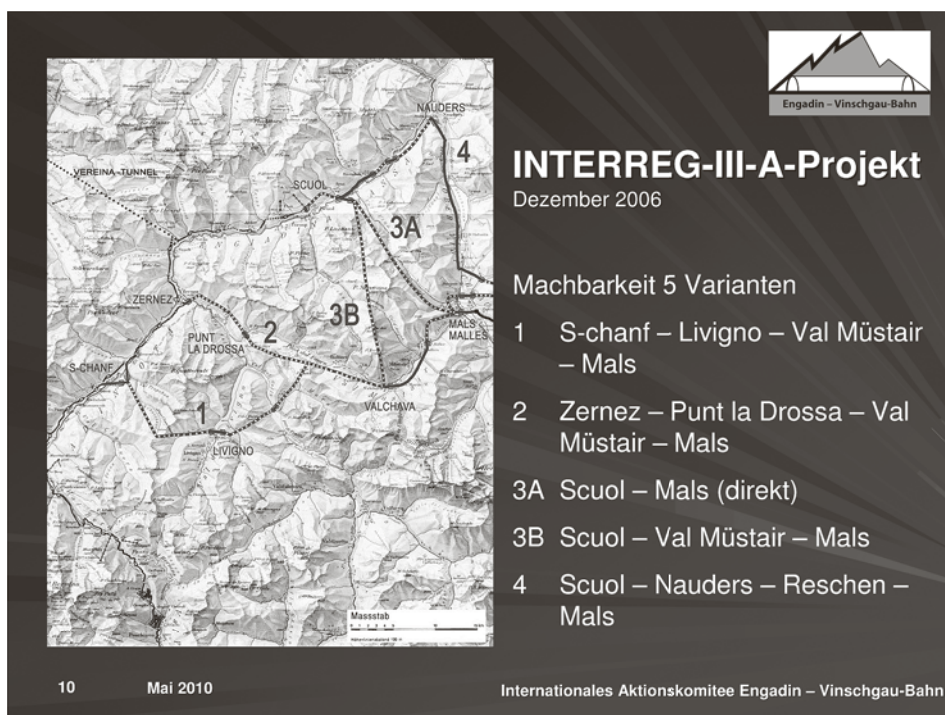 Engadin – Vinschgau-Bahn
NAUDERS
4
VEREINA-TUNNEL
SCUOL
3A
ZERNEZ
3B
MALS
MALLES
PUNT
LA DROSSA
2
S-CHANF
VALCHAVA
1
LIVIGNO
Massstab
INTERREG-III-A-Projekt
Dezember 2006
Machbarkeit 5 Varianten
1 S-chanf – Livigno – Val Müstair
– Mals
2 Zernez – Punt la Drossa – Val
Müstair – Mals
3A Scuol – Mals (direkt)
3B Scuol – Val Müstair – Mals
4 Scuol – Nauders – Reschen –
Mals
10 Mai 2010 Internationales Aktionskomitee Engadin – Vinschgau-Bahn